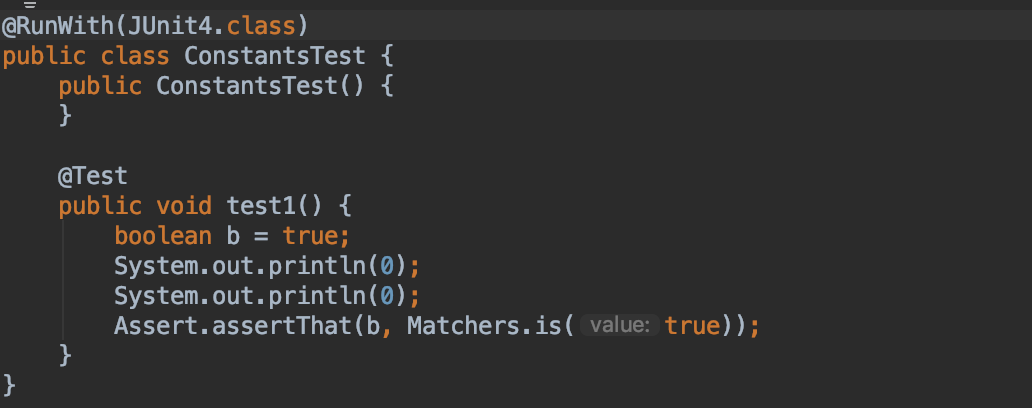 @RunWith(JUnit4.class)
public class ConstantsTest {
    public ConstantsTest() {
    }

    @Test
    public void test1() {
        boolean b = true;
        System.out.println(0);
        System.out.println(0);
        Assert.assertThat(b, Matchers.is( value: true));
    }
}